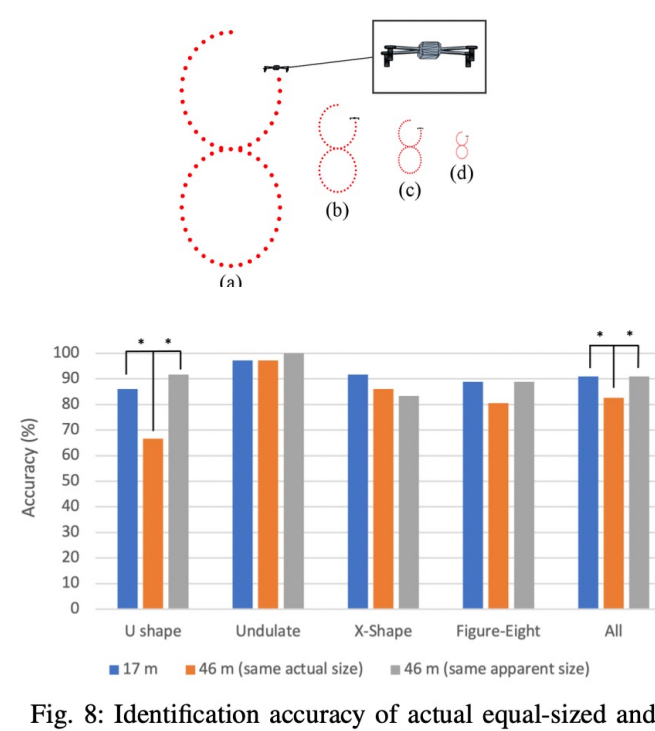 (a)
(b)
(c)
(d)
* * * *
100
90
80
70
60
50
40
30
20
10
0
Accuracy (%)
U shape Undulate X-Shape Figure-Eight All
17 m 46 m (same actual size) 46 m (same apparent size)
Fig. 8: Identification accuracy of actual equal-sized and